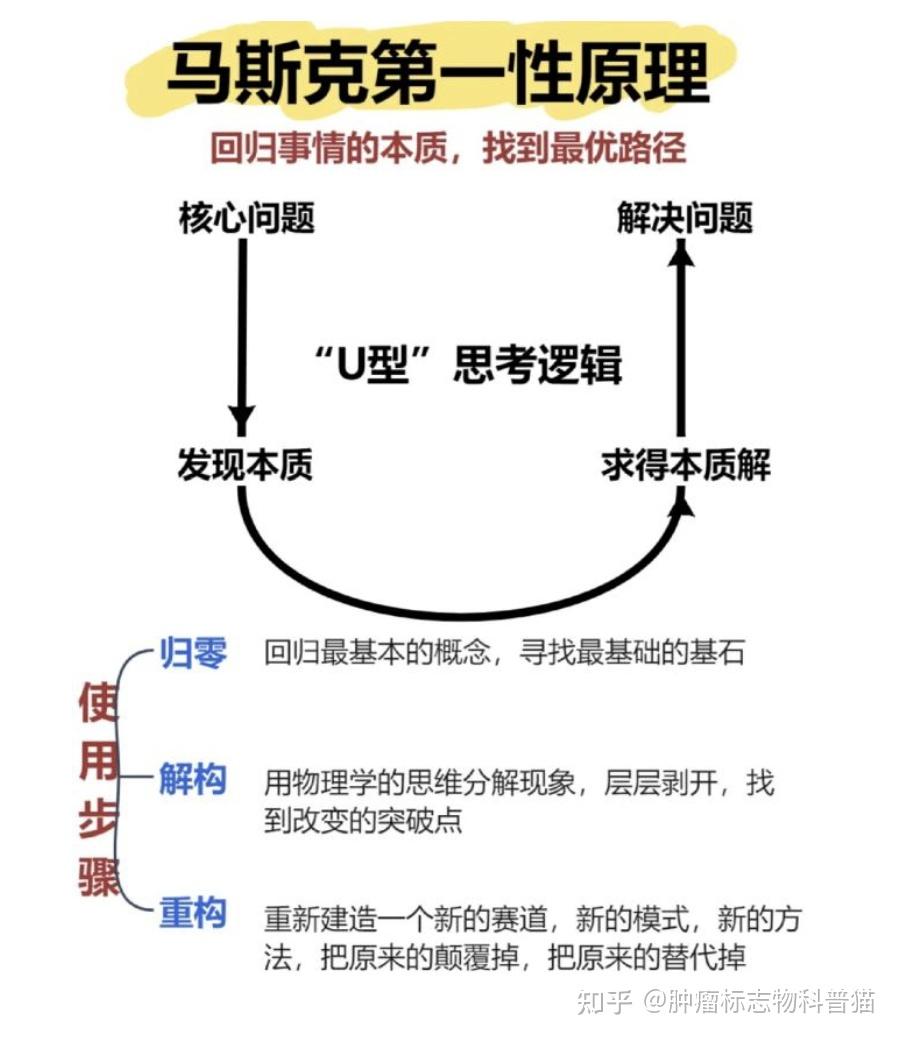 马斯克第一性原理
回归事情的本质，找到最优路径
核心问题
解决问题
“U型”思考逻辑
发现本质
求得本质解
使用步骤
归零
回归最基本的概念，寻找最基础的基石
解构
用物理学的思维分解现象，层层剥开，找
到改变的突破点
重构
重新建造一个新的赛道，新的模式，新的方
法，把原来的颠覆掉，把原来的替代掉
知乎 @肿瘤标志物科普猫